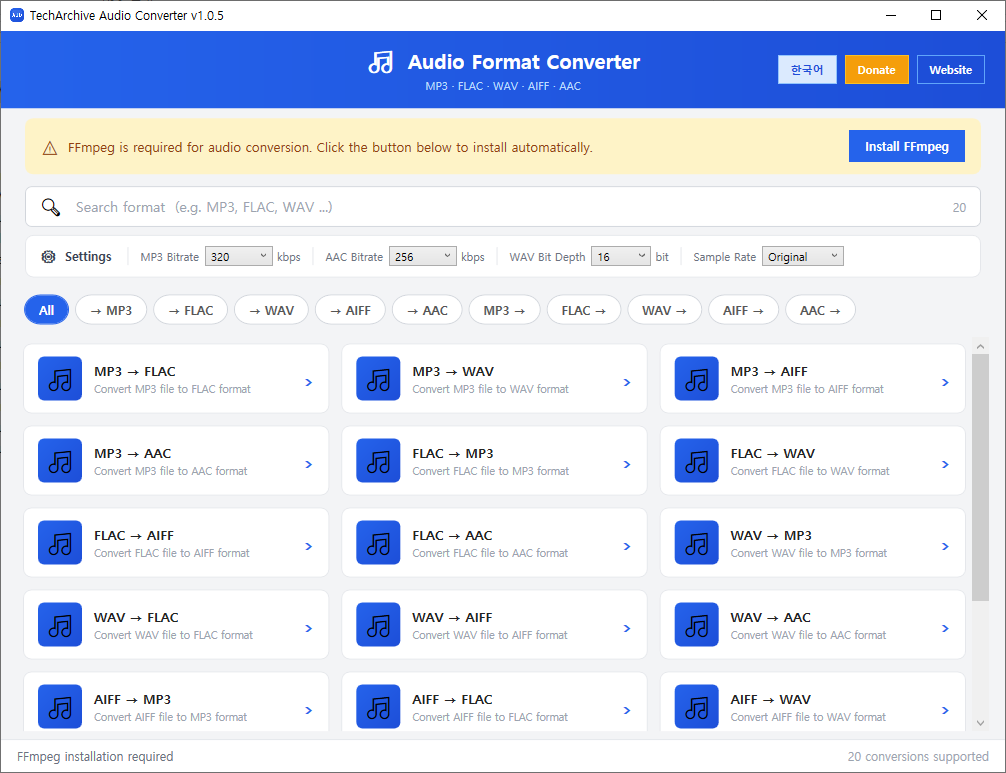 TechArchive Audio Converter v1.0.5
Audio Format Converter
MP3 · FLAC · WAV · AIFF · AAC
한국어
Donate
Website
FFmpeg is required for audio conversion. Click the button below to install automatically.
Install FFmpeg
Search format (e.g. MP3, FLAC, WAV ...)
20
Settings
MP3 Bitrate 320 kbps
AAC Bitrate 256 kbps
WAV Bit Depth 16 bit
Sample Rate Original
All
→ MP3
→ FLAC
→ WAV
→ AIFF
→ AAC
MP3 →
FLAC →
WAV →
AIFF →
AAC →
MP3 → FLAC
Convert MP3 file to FLAC format
MP3 → WAV
Convert MP3 file to WAV format
MP3 → AIFF
Convert MP3 file to AIFF format
MP3 → AAC
Convert MP3 file to AAC format
FLAC → MP3
Convert FLAC file to MP3 format
FLAC → WAV
Convert FLAC file to WAV format
FLAC → AIFF
Convert FLAC file to AIFF format
FLAC → AAC
Convert FLAC file to AAC format
WAV → MP3
Convert WAV file to MP3 format
WAV → FLAC
Convert WAV file to FLAC format
WAV → AIFF
Convert WAV file to AIFF format
WAV → AAC
Convert WAV file to AAC format
AIFF → MP3
Convert AIFF file to MP3 format
AIFF → FLAC
Convert AIFF file to FLAC format
AIFF → WAV
Convert AIFF file to WAV format
FFmpeg installation required
20 conversions supported